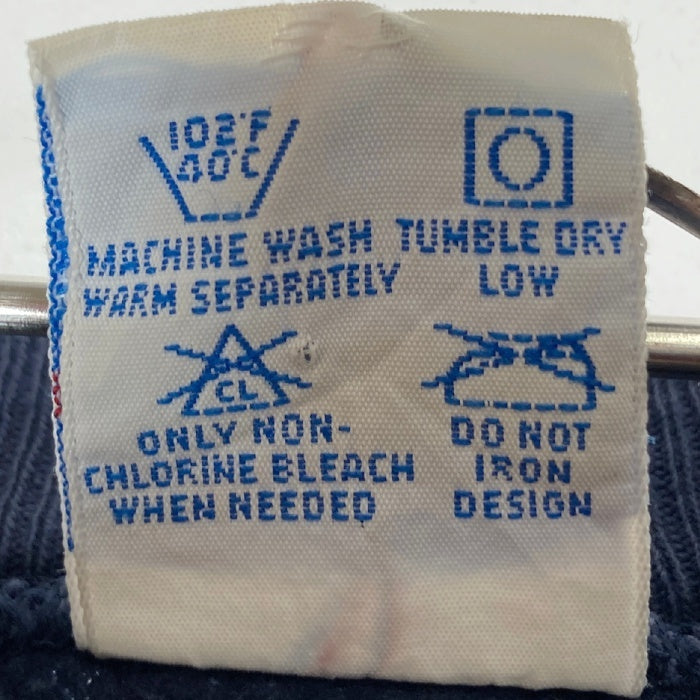 102°F
40°C
MACHINE WASH
WARM SEPARATELY
TUMBLE DRY
LOW
CL
ONLY NON-
CHLORINE BLEACH
WHEN NEEDED
DO NOT
IRON
DESIGN